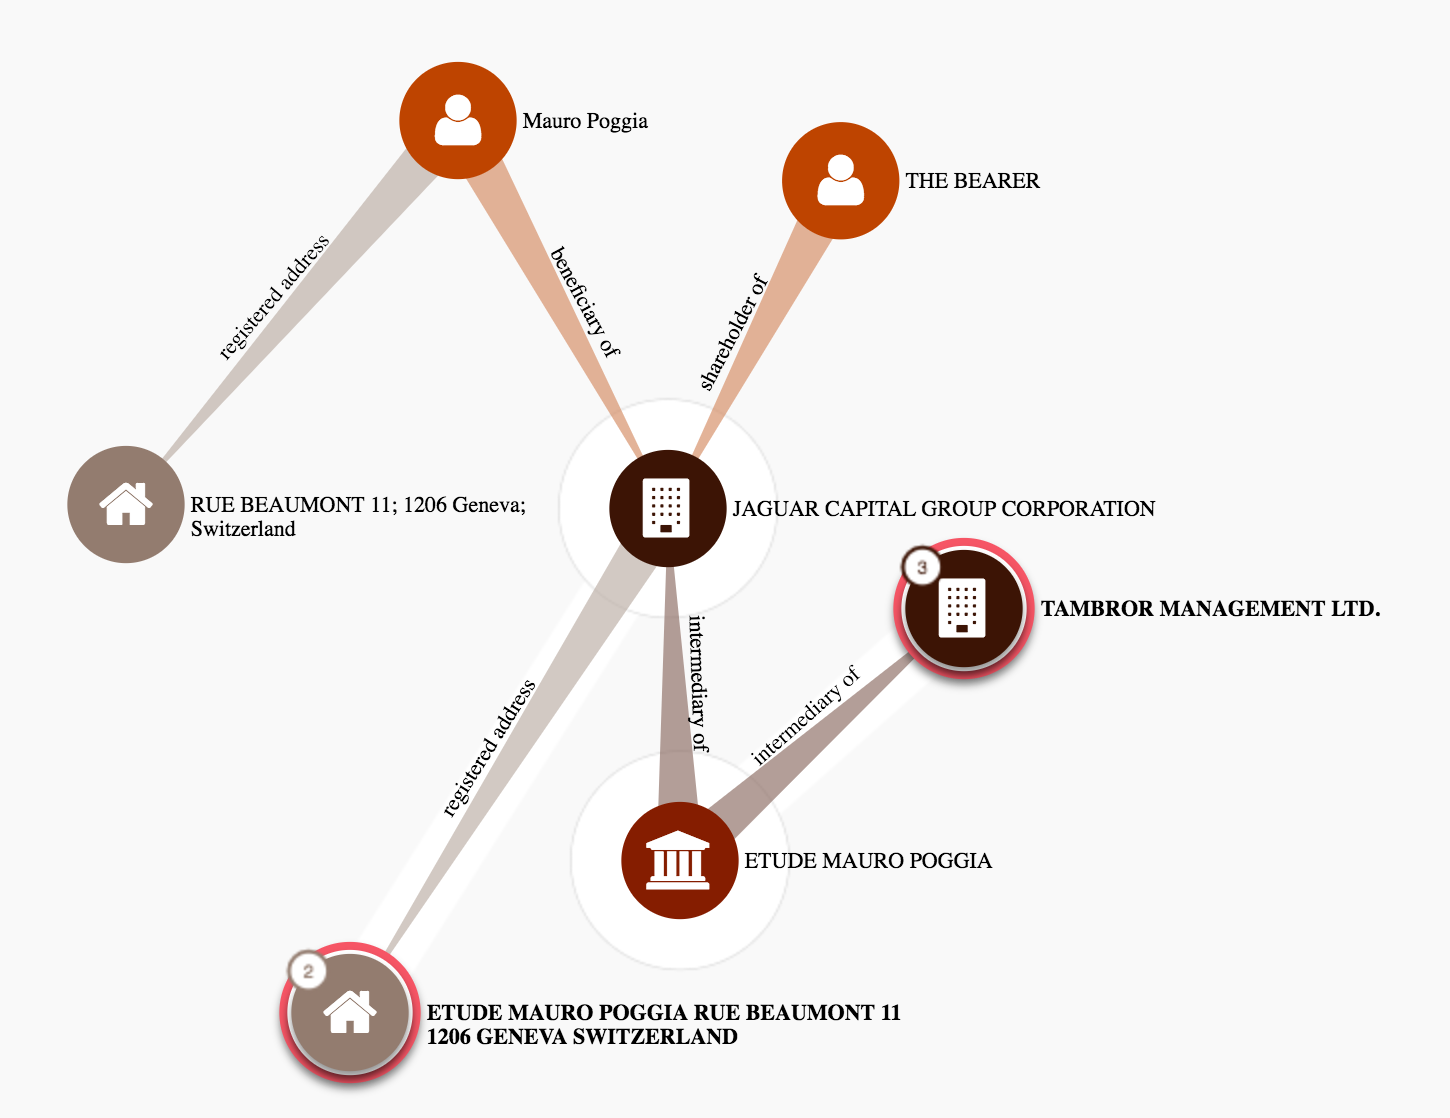 Mauro Poggia
THE BEARER
registered address
beneficiary of
shareholder of
RUE BEAUMONT 11; 1206 Geneva;
Switzerland
JAGUAR CAPITAL GROUP CORPORATION
3
TAMBROR MANAGEMENT LTD.
intermediary of
intermediary of
registered address
ETUDE MAURO POGGIA
2
ETUDE MAURO POGGIA RUE BEAUMONT 11
1206 GENEVA SWITZERLAND